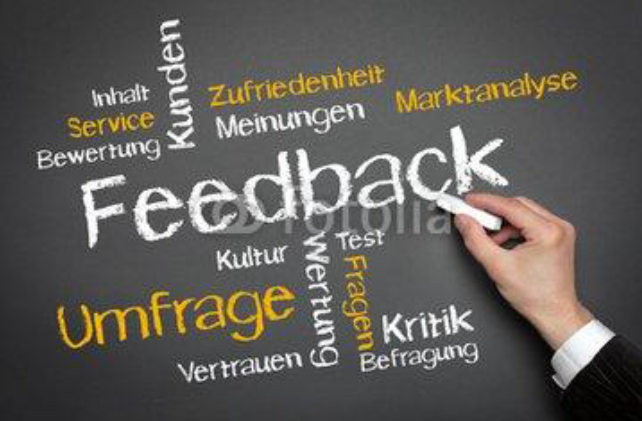 Inhalt
Service
Bewertung
Kunden
Zufriedenheit
Meinungen
Marktanalyse
Feedback
fotolia
Kultur
Wertung
Test
Fragen
Umfrage
Kritik
Vertrauen
Befragung